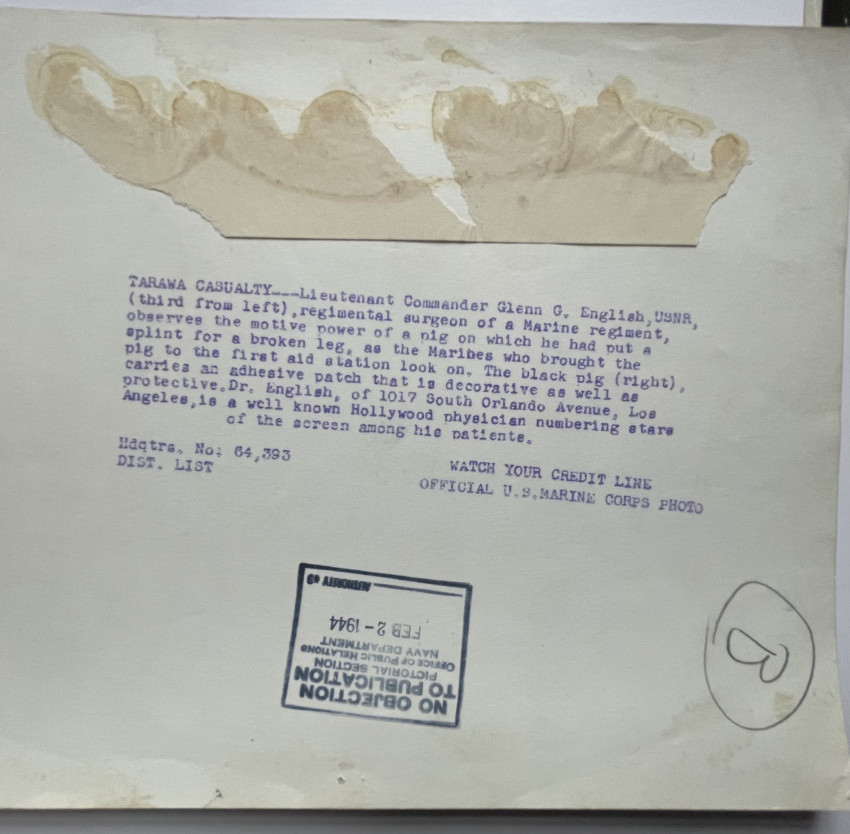 TARAWA CASUALTY---Lieutenant Commander Glenn G. English,USNR,
(third from left),regimental surgeon of a Marine regiment,
observes the motive power of a pig on which he had put a
splint for a broken leg, as the Marines who brought the
pig to the first aid station look on. The black pig (right),
carries an adhesive patch that is decorative as well as
protective.Dr. English, of 1017 South Orlando Avenue, Los
Angeles,is a well known Hollywood physician numbering stars
of the screen among his patients.
Hdqtrs. No: 64,393
DIST. LIST
WATCH YOUR CREDIT LINE
OFFICIAL U.S.MARINE CORPS PHOTO
NO OBJECTION
TO PUBLICATION
PICTORIAL SECTION
OFFICE OF PUBLIC RELATIONS
NAVY DEPARTMENT
FEB 2 - 1944
AUTHORITY 63
B